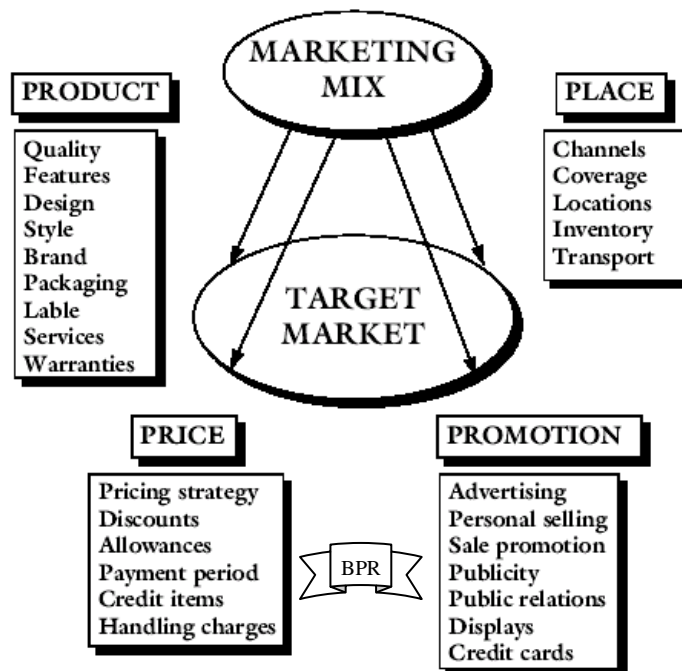 MARKETING
MIX
PRODUCT
Quality
Features
Design
Style
Brand
Packaging
Lable
Services
Warranties
PLACE
Channels
Coverage
Locations
Inventory
Transport
TARGET
MARKET
PRICE
Pricing strategy
Discounts
Allowances
Payment period
Credit items
Handling charges
BPR
PROMOTION
Advertising
Personal selling
Sale promotion
Publicity
Public relations
Displays
Credit cards